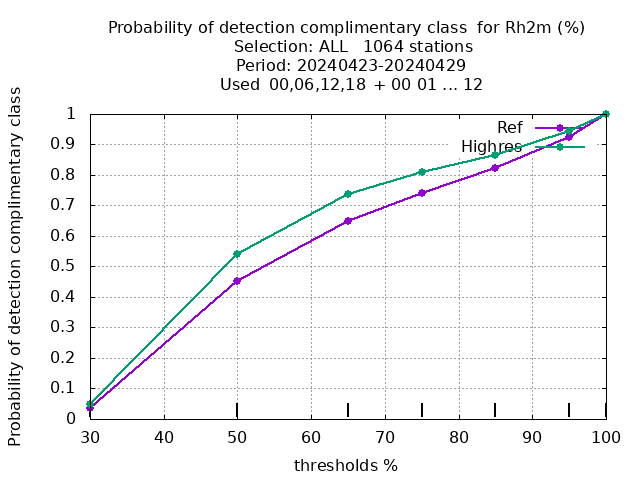 Probability of detection complimentary class  for Rh2m (%)
Selection: ALL   1064 stations
Period: 20240423-20240429
Used  00,06,12,18  + 00 01 ... 12
Probability of detection complimentary class
1
0.9
0.8
0.7
0.6
0.5
0.4
0.3
0.2
0.1
0
Ref
Highres
30 40 50 60 70 80 90 100
thresholds %